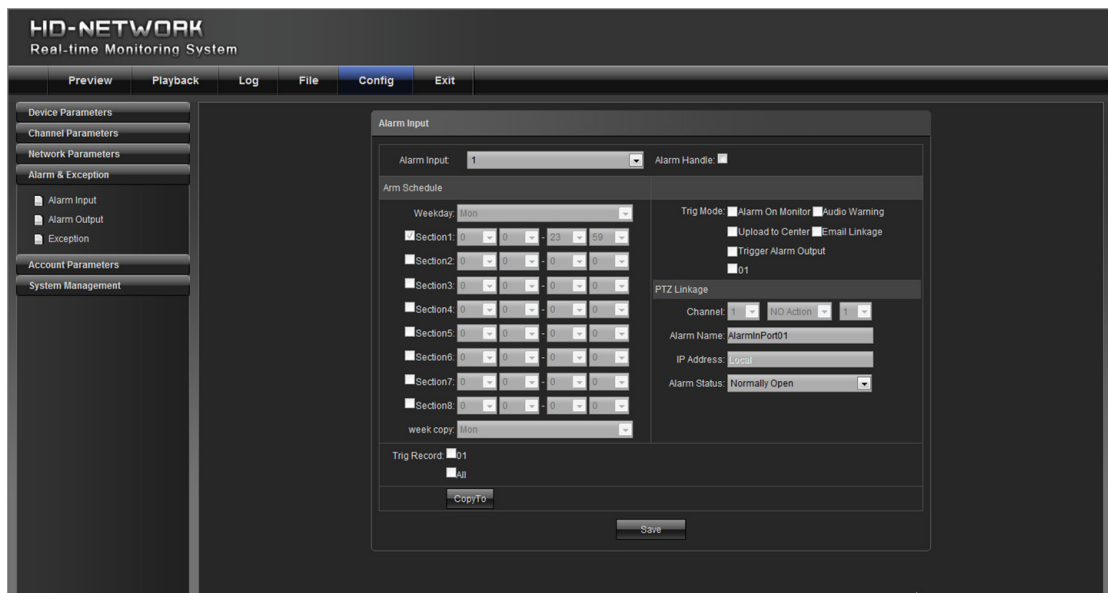 HD-NETWORK
Real-time Monitoring System
Preview Playback Log File Config Exit
Device Parameters
Channel Parameters
Network Parameters
Alarm & Exception
Alarm Input
Alarm Output
Exception
Account Parameters
System Management
Alarm Input
Alarm Input: 1 Alarm Handle:
Arm Schedule
Weekday: Mon
Section1: 0 0 - 23 59
Section2: 0 0 - 0 0
Section3: 0 0 - 0 0
Section4: 0 0 - 0 0
Section5: 0 0 - 0 0
Section6: 0 0 - 0 0
Section7: 0 0 - 0 0
Section8: 0 0 - 0 0
week copy: Mon
Trig Mode: Alarm On Monitor Audio Warning
Upload to Center Email Linkage
Trigger Alarm Output
01
PTZ Linkage
Channel: 1 NO Action 1
Alarm Name: AlarmInPort01
IP Address: Local
Alarm Status: Normally Open
Trig Record: 01
All
CopyTo
Save